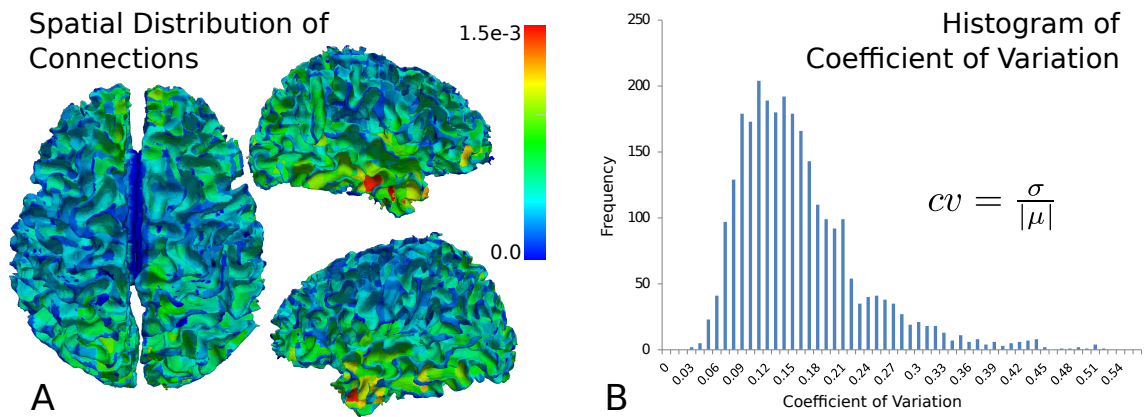 Spatial Distribution of
Connections
1.5e-3
0.0
A
Histogram of
Coefficient of Variation
250
200
150
100
50
0
Frequency
cv = σ/|μ|
0 0.03 0.06 0.09 0.12 0.15 0.18 0.21 0.24 0.27 0.3 0.33 0.36 0.39 0.42 0.45 0.48 0.51 0.54
Coefficient of Variation
B